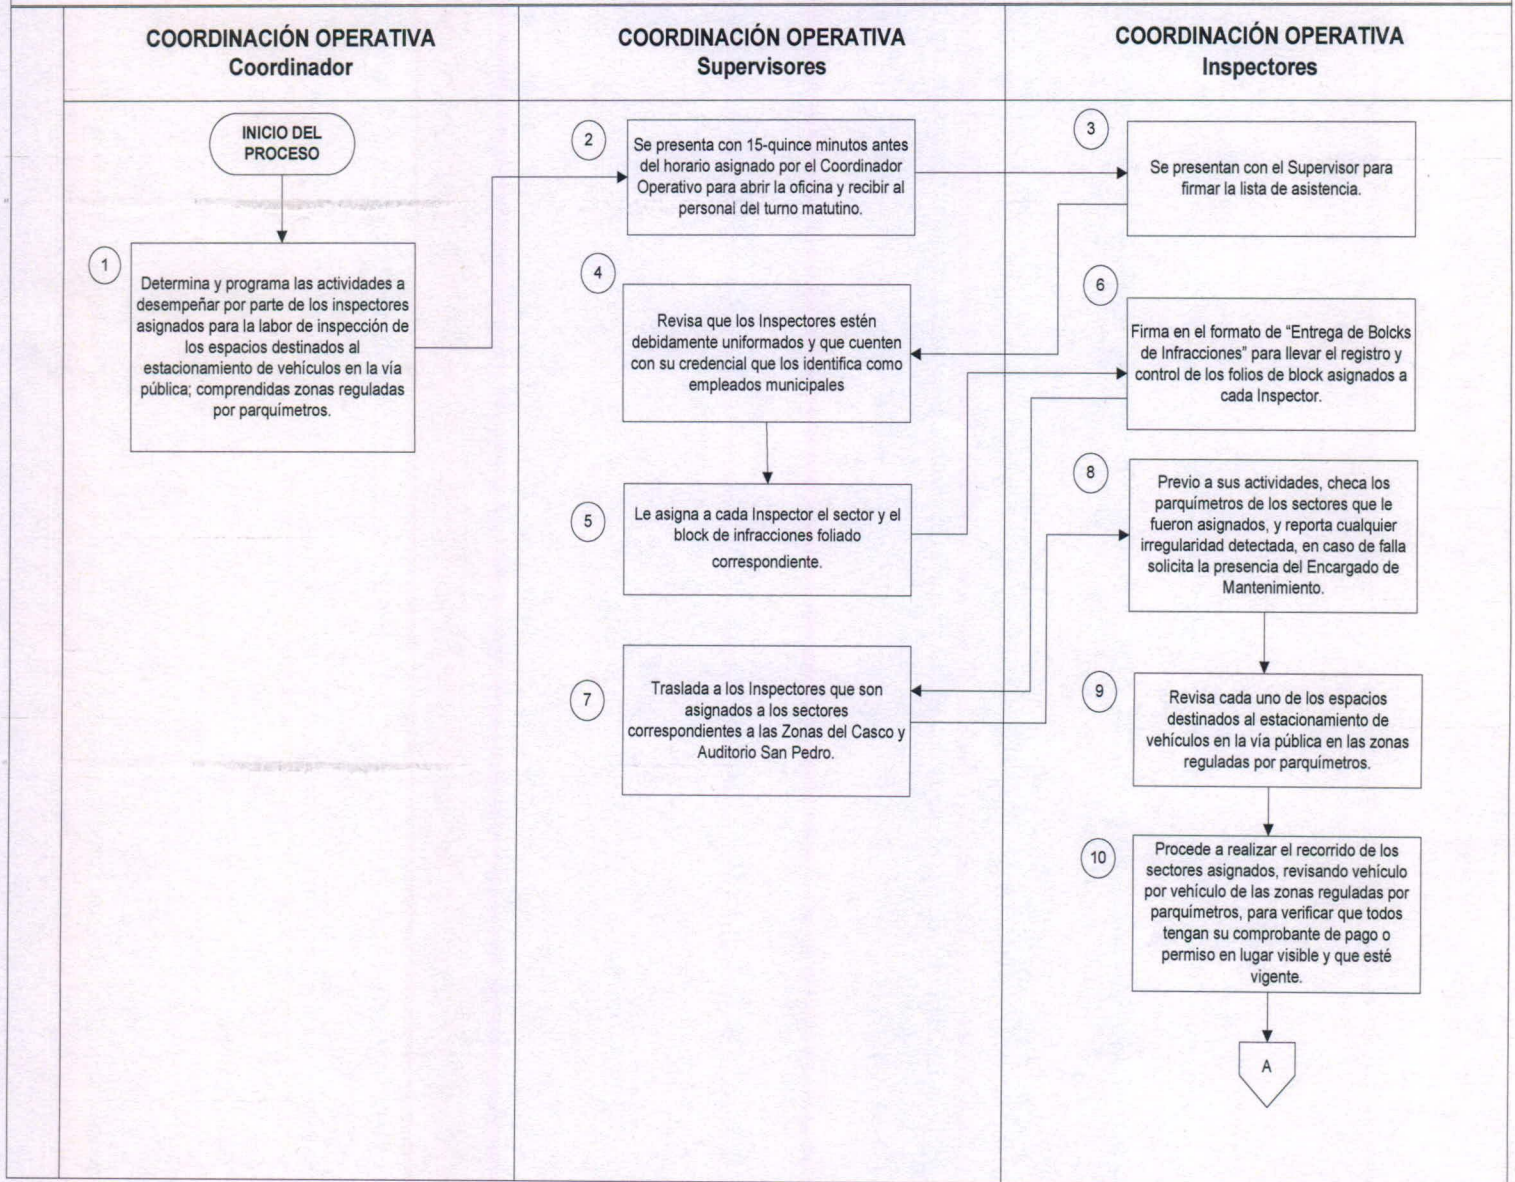 COORDINACIÓN OPERATIVA
Coordinador
COORDINACIÓN OPERATIVA
Supervisores
COORDINACIÓN OPERATIVA
Inspectores
INICIO DEL
PROCESO
1
Determina y programa las actividades a
desempeñar por parte de los inspectores
asignados para la labor de inspección de
los espacios destinados al
estacionamiento de vehículos en la vía
pública; comprendidas zonas reguladas
por parquímetros.
2
Se presenta con 15-quince minutos antes
del horario asignado por el Coordinador
Operativo para abrir la oficina y recibir al
personal del turno matutino.
3
Se presentan con el Supervisor para
firmar la lista de asistencia.
4
Revisa que los Inspectores estén
debidamente uniformados y que cuenten
con su credencial que los identifica como
empleados municipales
5
Le asigna a cada Inspector el sector y el
block de infracciones foliado
correspondiente.
6
Firma en el formato de “Entrega de Bolcks
de Infracciones” para llevar el registro y
control de los folios de block asignados a
cada Inspector.
7
Traslada a los Inspectores que son
asignados a los sectores
correspondientes a las Zonas del Casco y
Auditorio San Pedro.
8
Previo a sus actividades, checa los
parquímetros de los sectores que le
fueron asignados, y reporta cualquier
irregularidad detectada, en caso de falla
solicita la presencia del Encargado de
Mantenimiento.
9
Revisa cada uno de los espacios
destinados al estacionamiento de
vehículos en la vía pública en las zonas
reguladas por parquímetros.
10
Procede a realizar el recorrido de los
sectores asignados, revisando vehículo
por vehículo de las zonas reguladas por
parquímetros, para verificar que todos
tengan su comprobante de pago o
permiso en lugar visible y que esté
vigente.
A